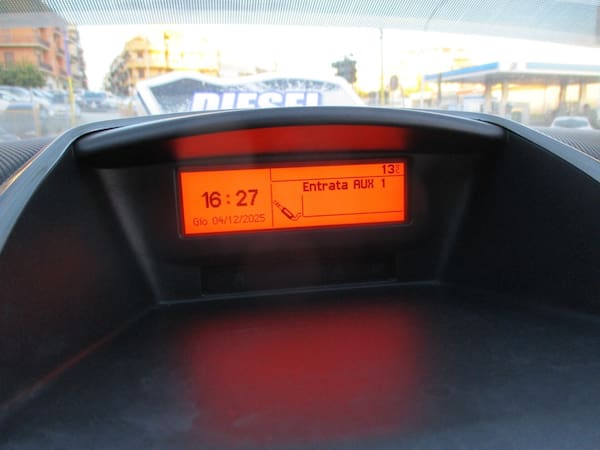 DIESEL
13°C
16:27
Entrata AUX 1
Gio 04/12/2025